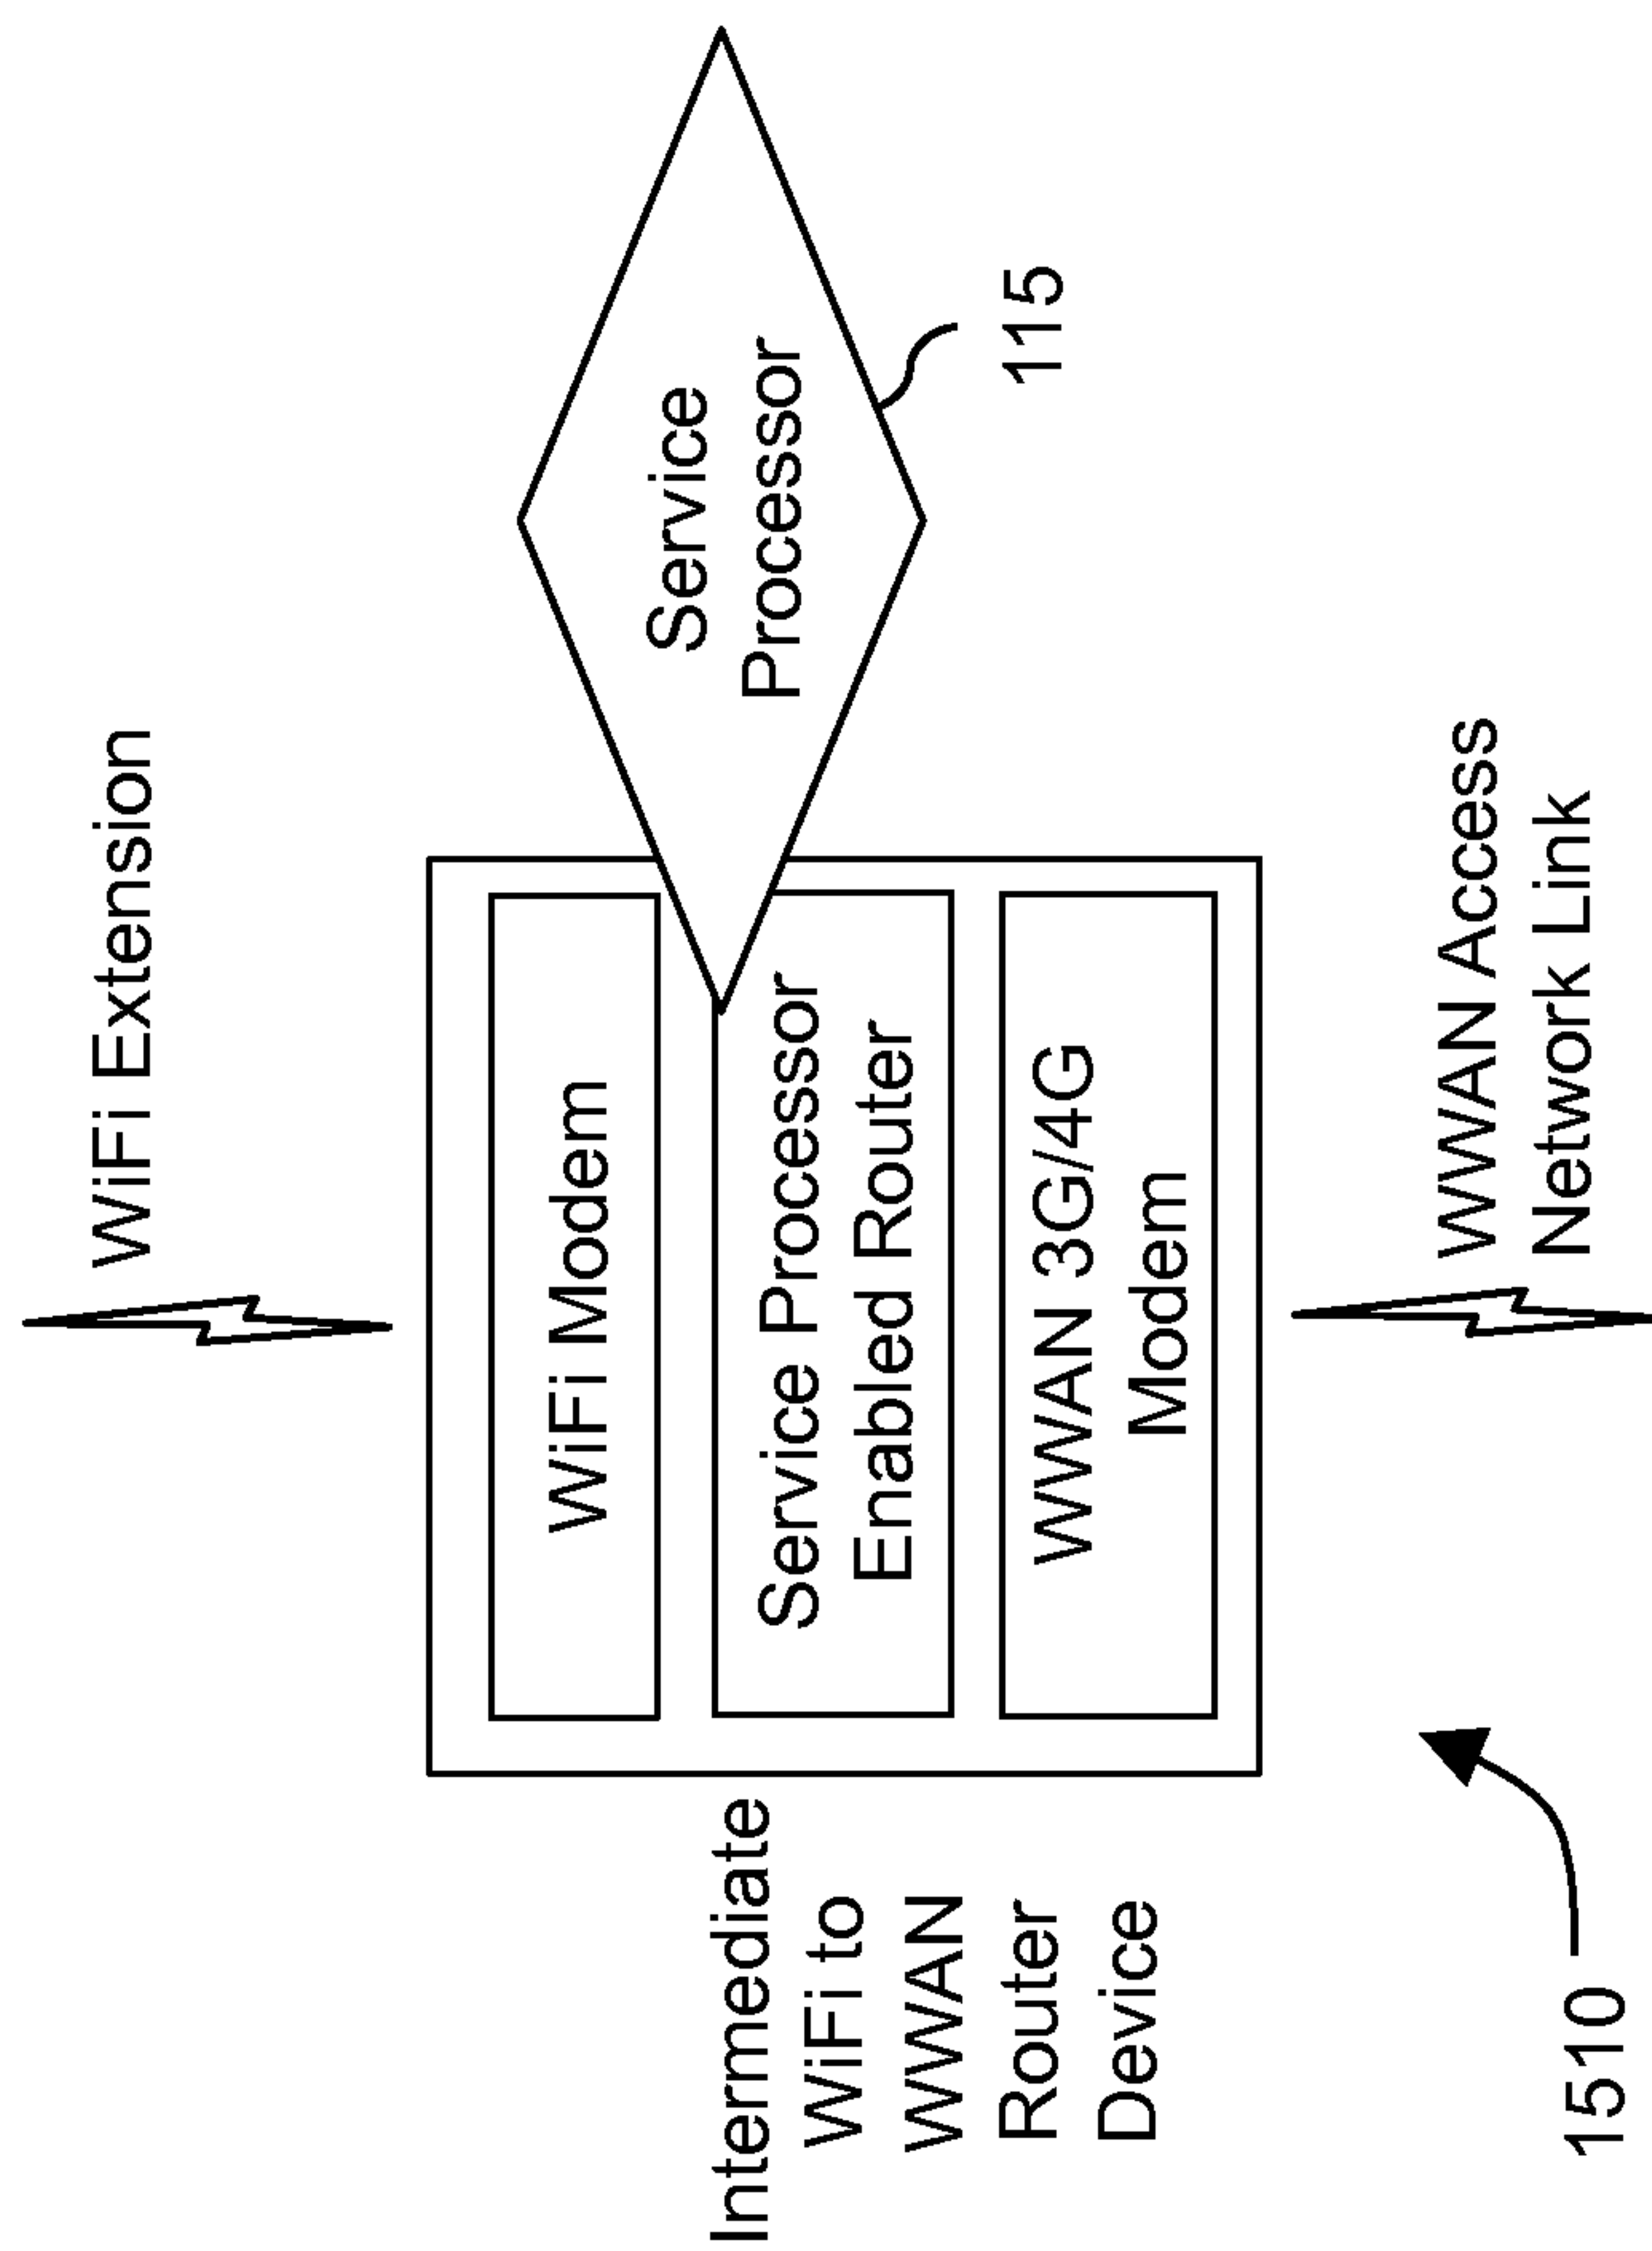 WiFi Extension
Intermediate
WiFi to
WWAN
Router
Device
WiFi Modem
Service Processor
Enabled Router
WWAN 3G/4G
Modem
Service
Processor
115
WWAN Access
Network Link
1510